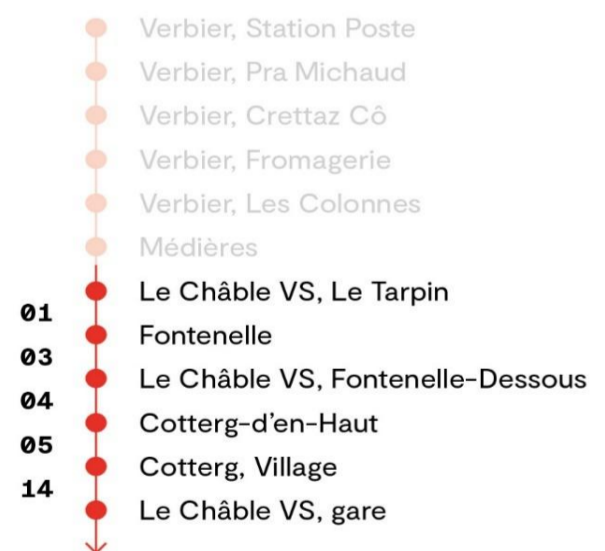 Verbier, Station Poste
Verbier, Pra Michaud
Verbier, Crettaz Cô
Verbier, Fromagerie
Verbier, Les Colonnes
Médières
Le Châble VS, Le Tarpin
01
Fontenelle
03
Le Châble VS, Fontenelle-Dessous
04
Cotterg-d’en-Haut
05
Cotterg, Village
14
Le Châble VS, gare